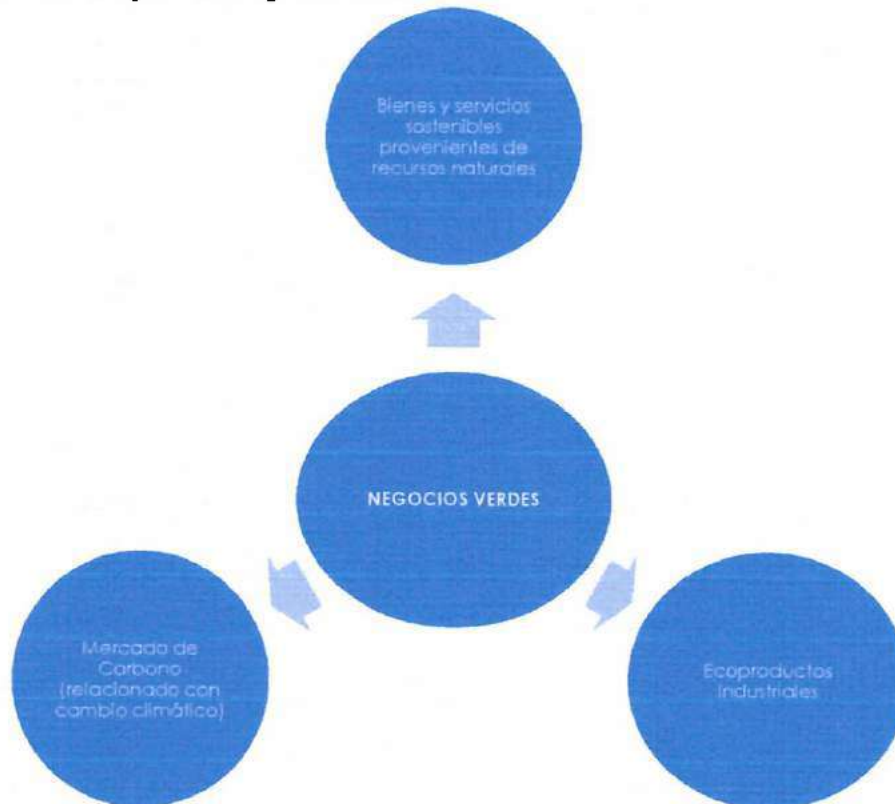 Bienes y servicios
sostenibles
provenientes de
recursos naturales
NEGOCIOS VERDES
Mercado de
Carbono
(relacionado con
cambio climático)
Ecoproductos
Industriales